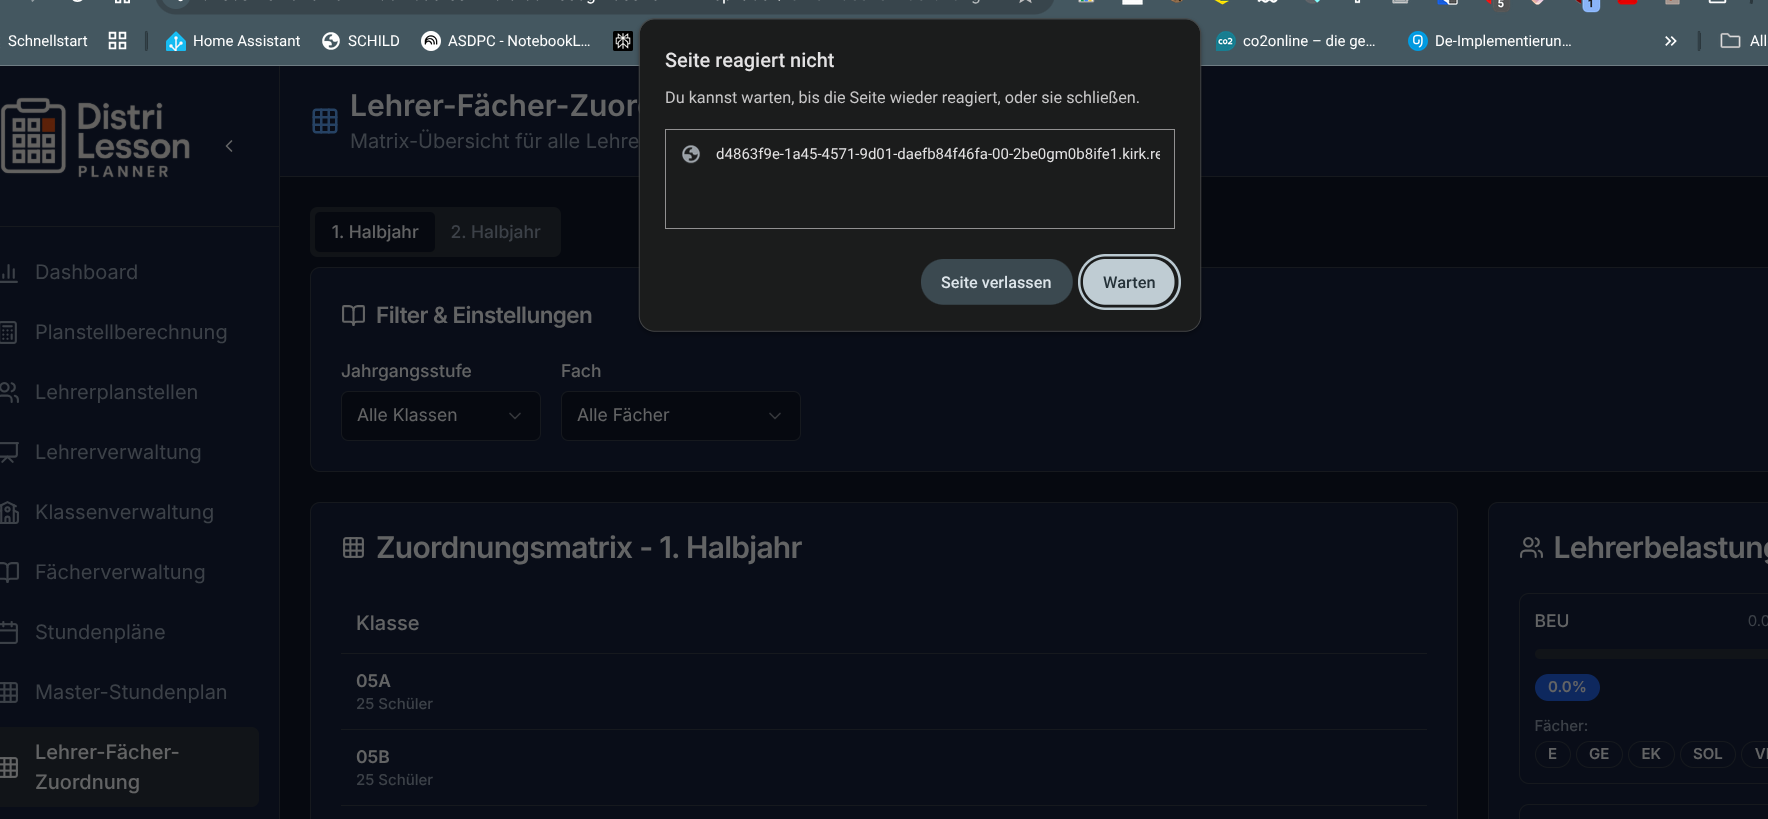 Schnellstart
Home Assistant
SCHILD
ASDPC - NotebookL...
co2 co2online – die ge...
De-Implementierun...
All
5
1
Seite reagiert nicht
Du kannst warten, bis die Seite wieder reagiert, oder sie schließen.
d4863f9e-1a45-4571-9d01-daefb84f46fa-00-2be0gm0b8ife1.kirk.re
Seite verlassen
Warten
Distri
Lesson
PLANNER
Dashboard
Planstellberechnung
Lehrerplanstellen
Lehrerverwaltung
Klassenverwaltung
Fächerverwaltung
Stundenpläne
Master-Stundenplan
Lehrer-Fächer-
Zuordnung
Lehrer-Fächer-Zuor
Matrix-Übersicht für alle Lehre
1. Halbjahr
2. Halbjahr
Filter & Einstellungen
Jahrgangsstufe
Fach
Alle Klassen
Alle Fächer
Zuordnungsmatrix - 1. Halbjahr
Klasse
05A
25 Schüler
05B
25 Schüler
Lehrerbelastung
BEU
0.0
0.0%
Fächer:
E
GE
EK
SOL